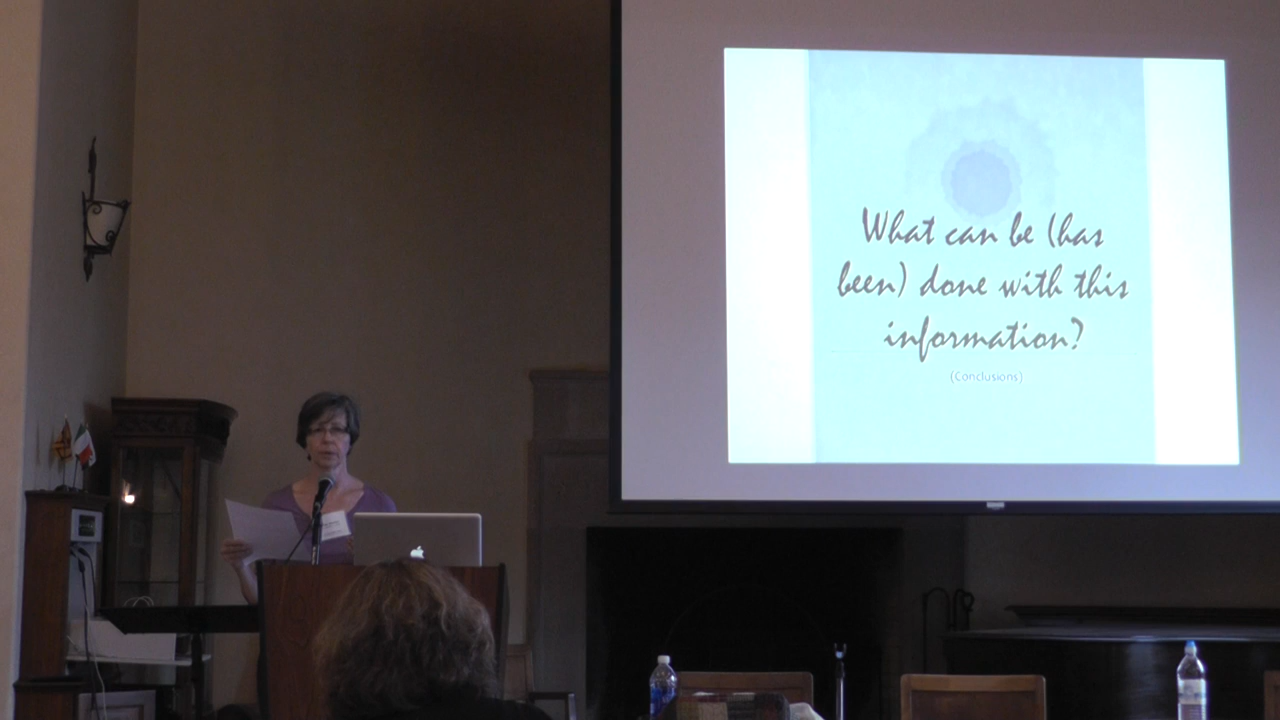 What can be (has
been) done with this
information?
(Conclusions)